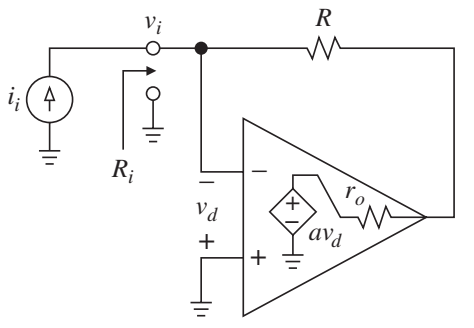 v_i
R
i_i
R_i
−
v_d
+
−
+
+
−
av_d
r_o